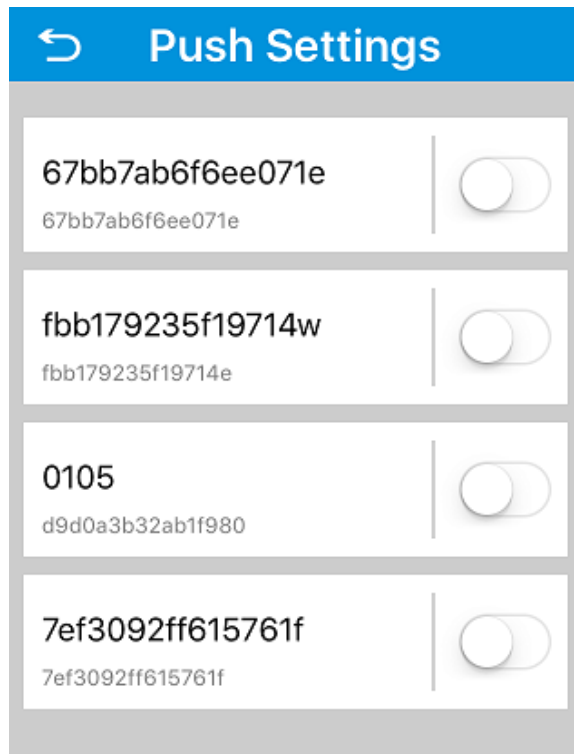 Push Settings
67bb7ab6f6ee071e
67bb7ab6f6ee071e
fbb179235f19714w
fbb179235f19714e
0105
d9d0a3b32ab1f980
7ef3092ff615761f
7ef3092ff615761f